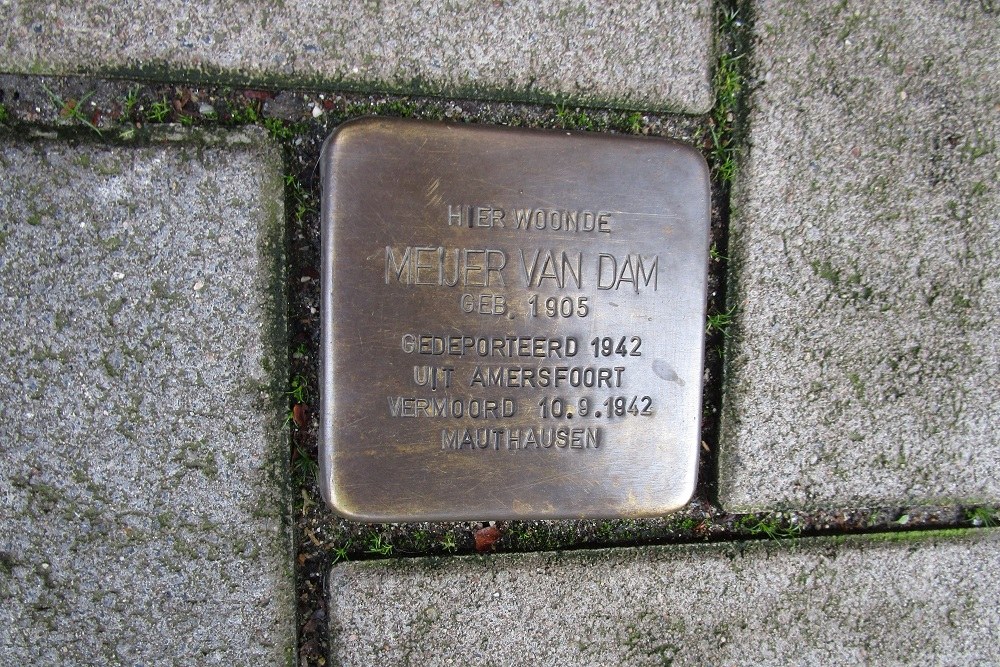 HIER WOONDE
MEIJER VAN DAM
GEB. 1905
GEDEPORTEERD 1942
UIT AMERSFOORT
VERMOORD 10.9.1942
MAUTHAUSEN